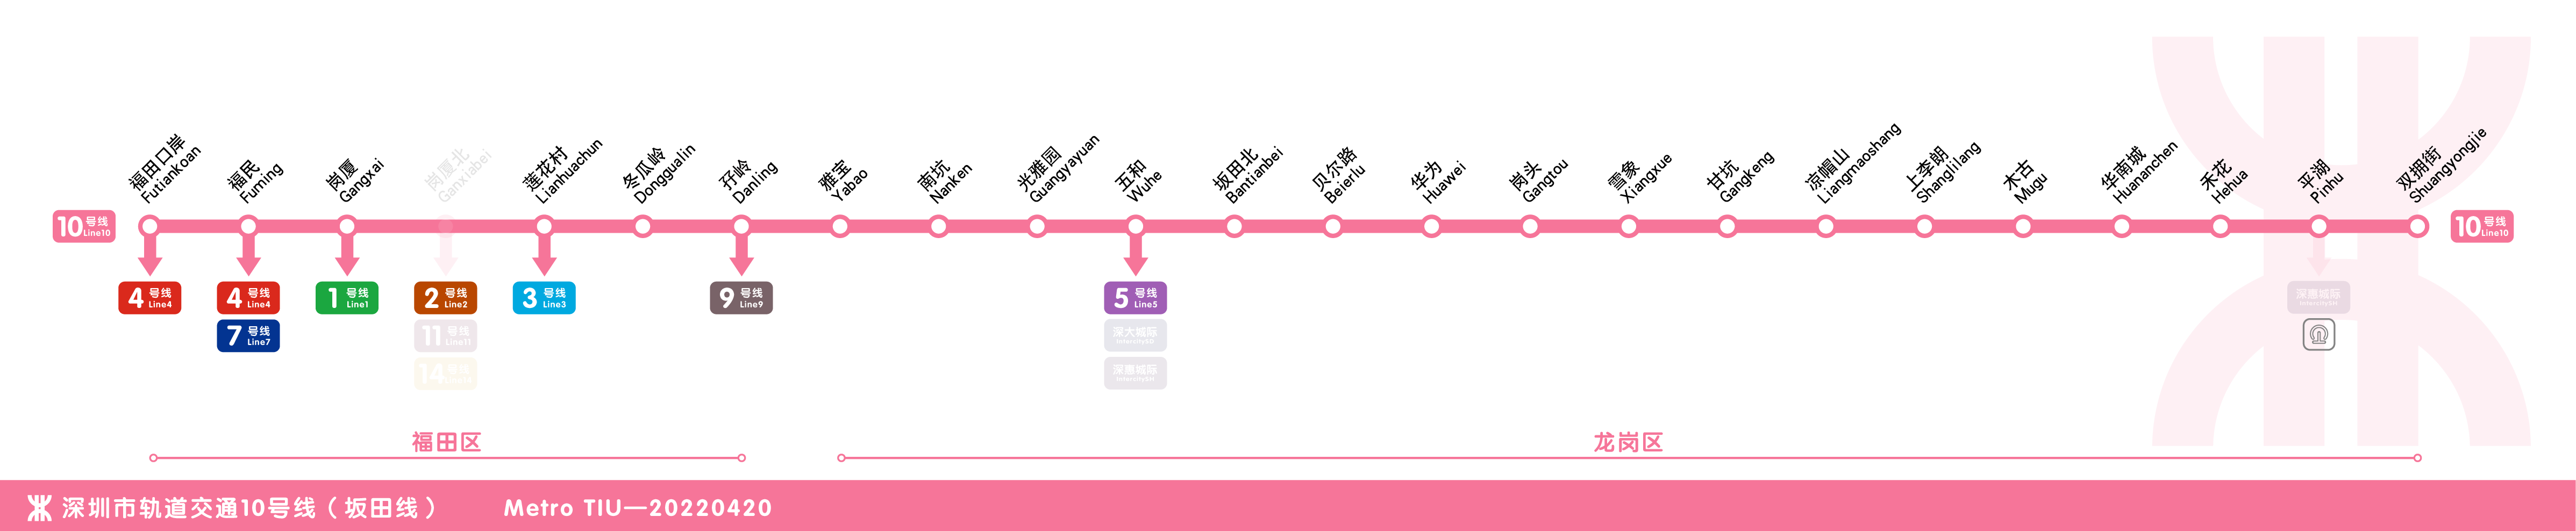 福田口岸
Futiankoan
福民
Fuming
岗厦
Gangxai
岗厦北
Ganxiabei
莲花村
Lianhuachun
冬瓜岭
Donggualin
孖岭
Danling
雅宝
Yabao
南坑
Nanken
光雅园
Guangyayuan
五和
Wuhe
坂田北
Bantianbei
贝尔路
Beierlu
华为
Huawei
岗头
Gangtou
雪象
Xiangxue
甘坑
Gangkeng
凉帽山
Liangmaoshang
上李朗
Shanglilang
木古
Mugu
华南城
Huananchen
禾花
Hehua
平湖
Pinhu
双拥街
Shuangyongjie
10 号线
Line10
10 号线
Line10
4 号线
Line4
4 号线
Line4
7 号线
Line7
1 号线
Line1
2 号线
Line2
11 号线
Line11
14 号线
Line14
3 号线
Line3
9 号线
Line9
5 号线
Line5
深大城际
IntercitySD
深惠城际
IntercitySH
深惠城际
IntercitySH
福田区
龙岗区
深圳市轨道交通10号线（坂田线） Metro TIU—20220420